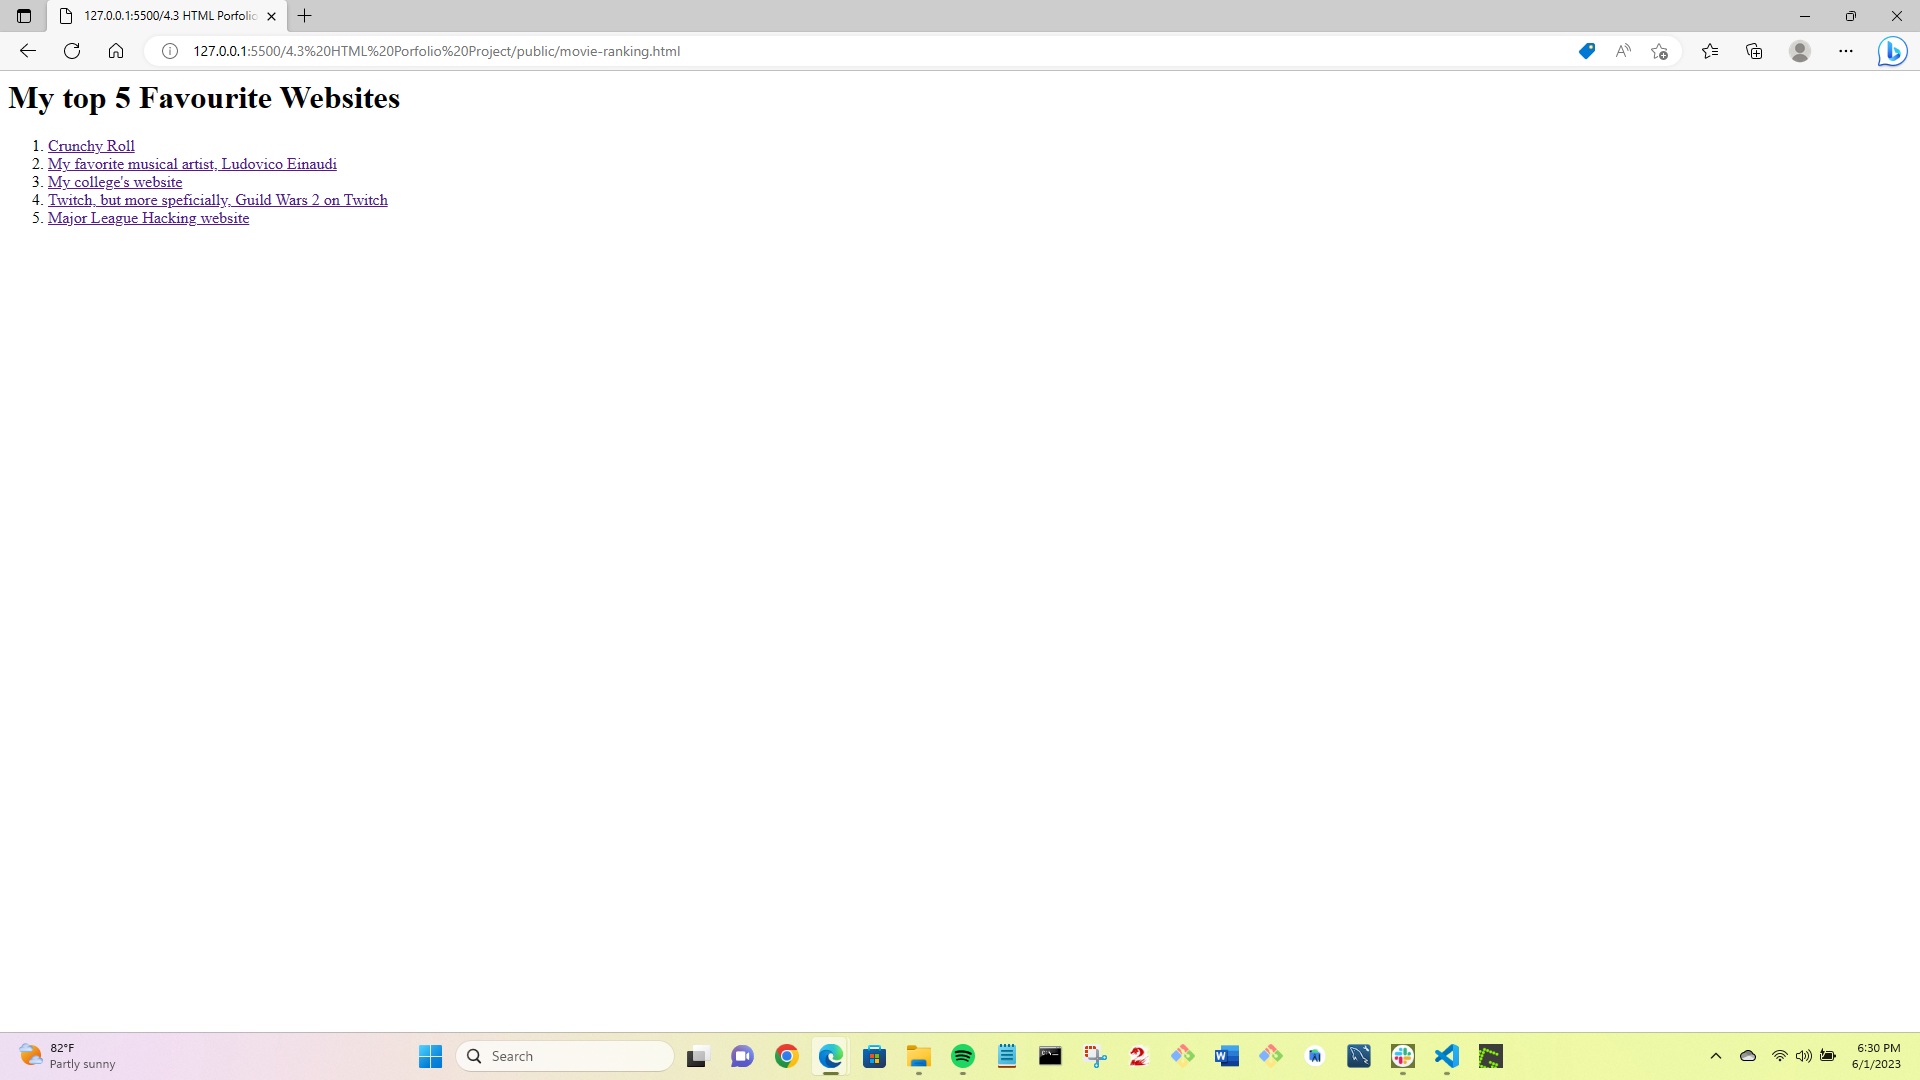 127.0.0.1:5500/4.3 HTML Porfolio
127.0.0.1:5500/4.3%20HTML%20Porfolio%20Project/public/movie-ranking.html
My top 5 Favourite Websites
1. Crunchy Roll
2. My favorite musical artist, Ludovico Einaudi
3. My college's website
4. Twitch, but more speficially, Guild Wars 2 on Twitch
5. Major League Hacking website
82°F
Partly sunny
Search
6:30 PM
6/1/2023